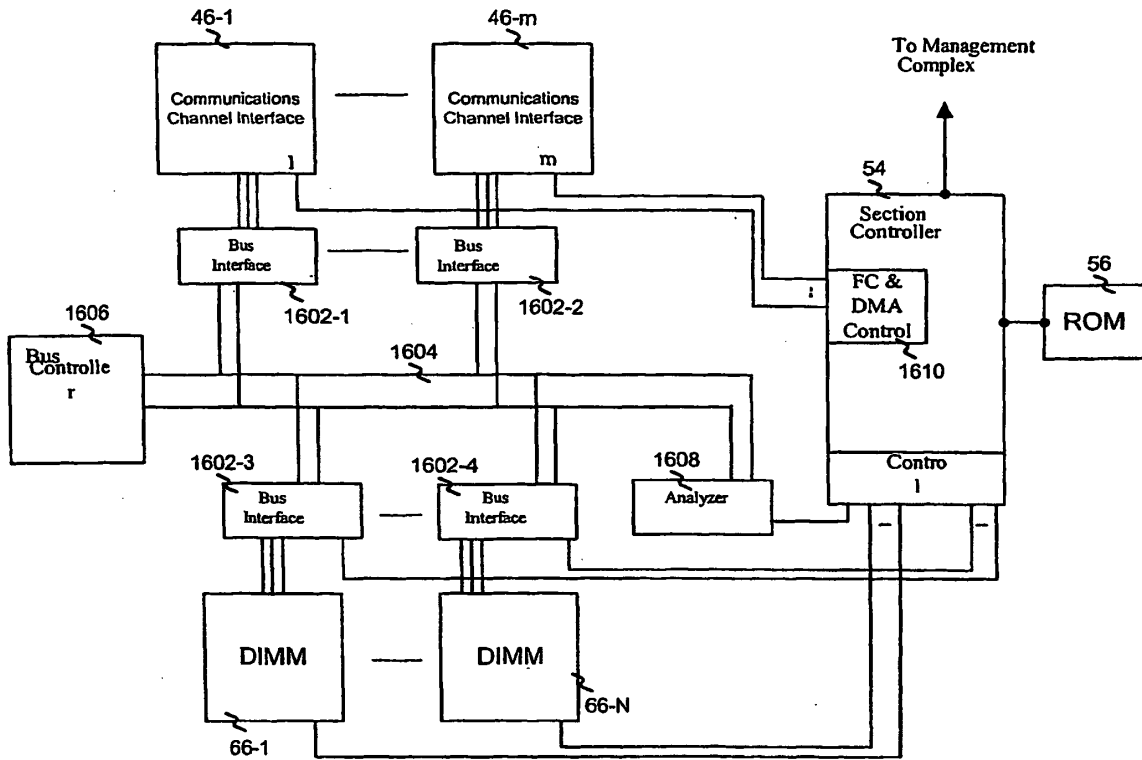 46-1
46-m
To Management
Complex
Communications
Channel Interface
1
Communications
Channel Interface
m
54
Section
Controller
Bus
Interface
Bus
Interface
1602-1
1602-2
FC &
DMA
Control
1610
56
ROM
1606
Bus
Controlle
r
1604
1602-3
1602-4
1608
Bus
Interface
Bus
Interface
Analyzer
Contro
l
DIMM
DIMM
66-1
66-N